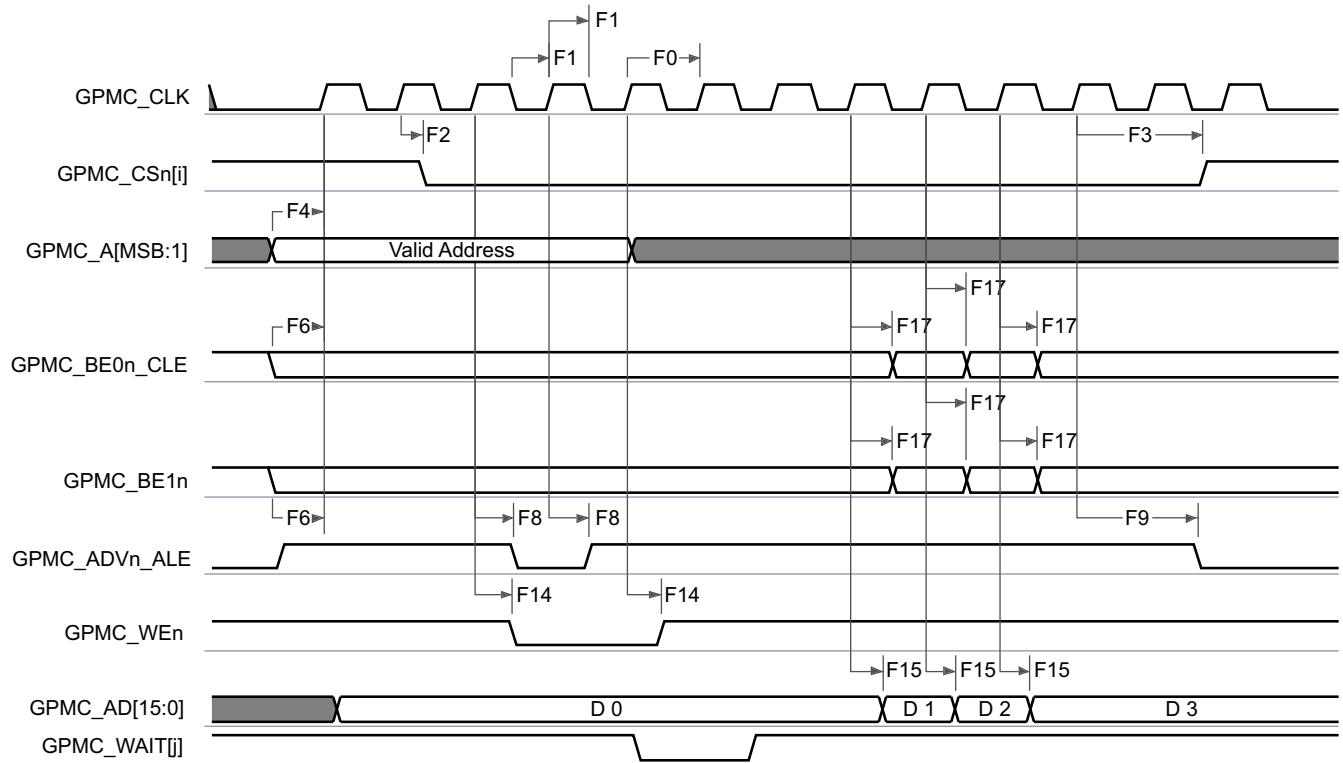 F1
F1 F0
GPMC_CLK
F2 F3
GPMC_CSn[i]
F4
GPMC_A[MSB:1] Valid Address
F17
F6 F17 F17
GPMC_BE0n_CLE
F17
F17 F17
GPMC_BE1n
F6 F8 F8 F9
GPMC_ADVn_ALE
F14 F14
GPMC_WEn
F15 F15 F15
GPMC_AD[15:0] D 0 D 1 D 2 D 3
GPMC_WAIT[j]